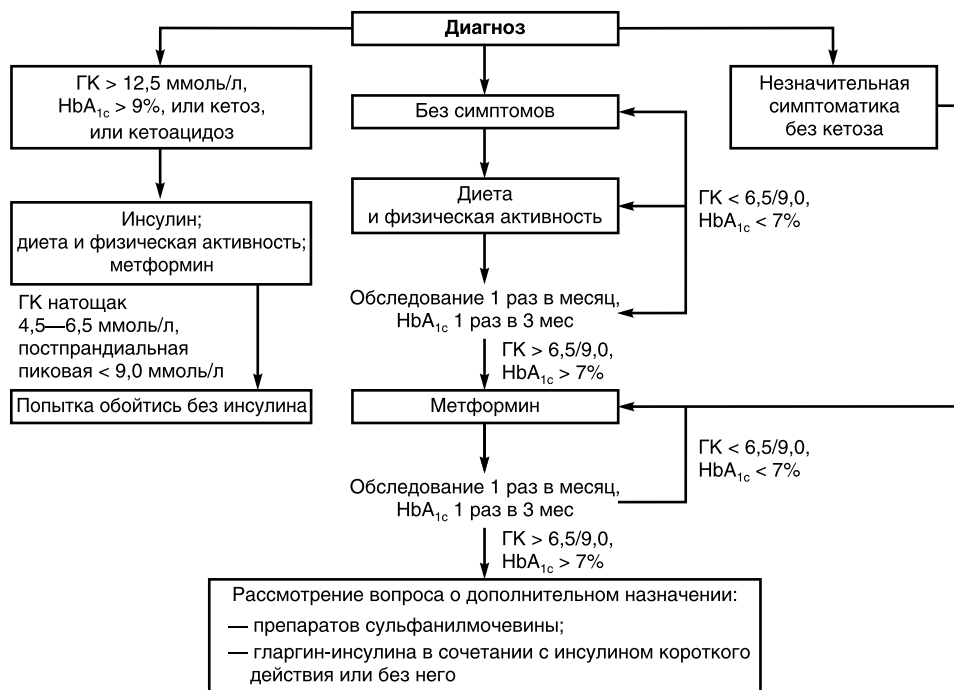 Диагноз
ГК > 12,5 ммоль/л,
HbA1c > 9%, или кетоз,
или кетоацидоз
Без симптомов
Незначительная
симптоматика
без кетоза
Диета
и физическая активность
ГК < 6,5/9,0,
HbA1c < 7%
Инсулин;
диета и физическая активность;
метформин
ГК натощак
4,5—6,5 ммоль/л,
постпрандиальная
пиковая < 9,0 ммоль/л
Обследование 1 раз в месяц,
HbA1c 1 раз в 3 мес
ГК > 6,5/9,0,
HbA1c > 7%
Попытка обойтись без инсулина
Метформин
ГК < 6,5/9,0,
HbA1c < 7%
Обследование 1 раз в месяц,
HbA1c 1 раз в 3 мес
ГК > 6,5/9,0,
HbA1c > 7%
Рассмотрение вопроса о дополнительном назначении:
— препаратов сульфанилмочевины;
— гларгин-инсулина в сочетании с инсулином короткого
действия или без него